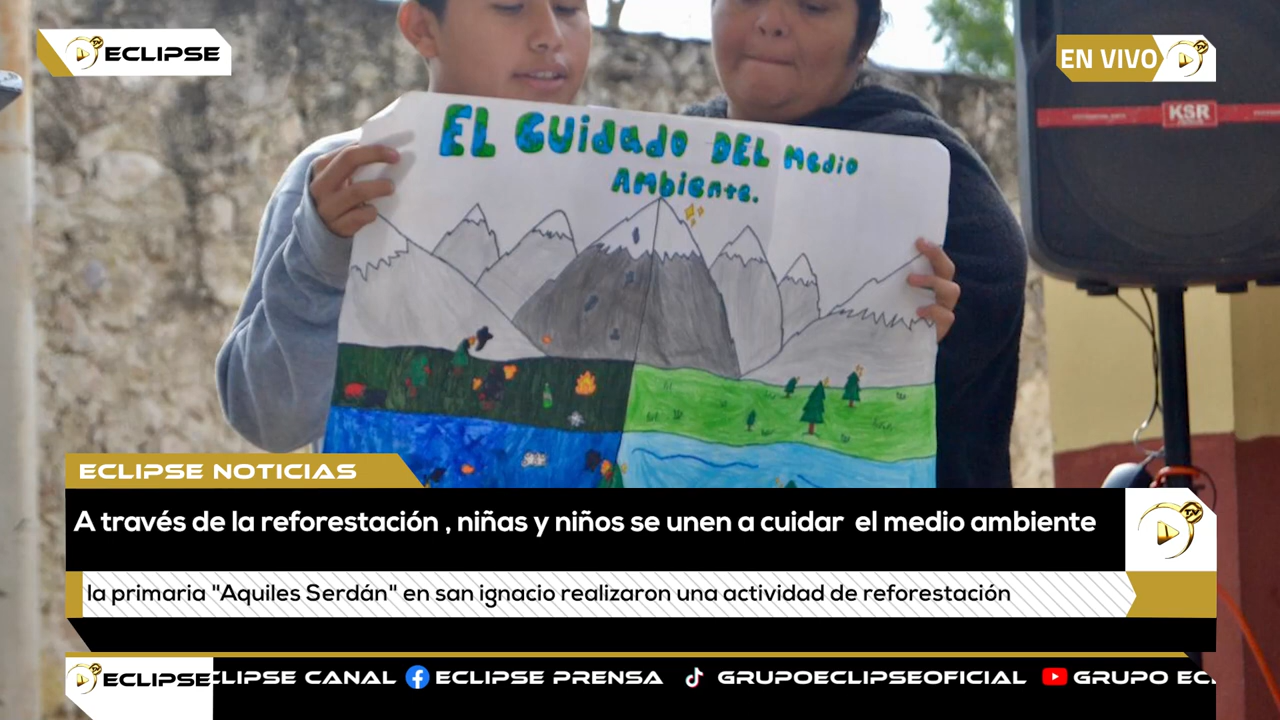 ECLIPSE
EN VIVO
KSR
EL CUidado DEL Medio
Ambiente.
ECLIPSE NOTICIAS
A través de la reforestación , niñas y niños se unen a cuidar el medio ambiente
la primaria "Aquiles Serdán" en san ignacio realizaron una actividad de reforestación
ECLIPSE
CLIPSE CANAL ECLIPSE PRENSA GRUPOECLIPSEOFICIAL GRUPO EC